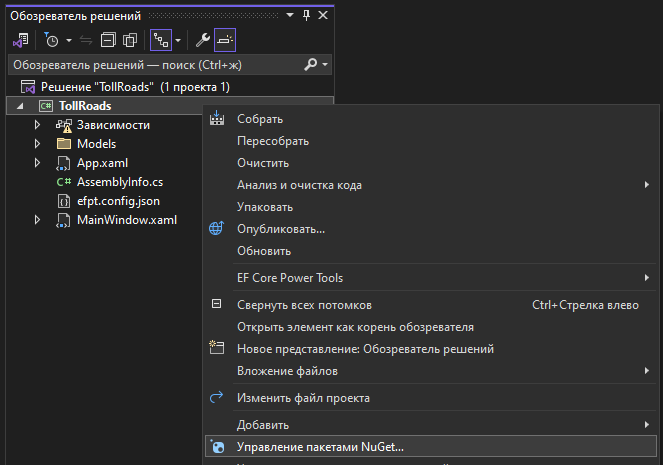 Обозреватель решений
Обозреватель решений — поиск (Ctrl+ж)
Решение "TollRoads" (1 проекта 1)
C# TollRoads
Зависимости
Models
App.xaml
C# AssemblyInfo.cs
efpt.config.json
MainWindow.xaml
Собрать
Пересобрать
Очистить
Анализ и очистка кода
Упаковать
Опубликовать...
Обновить
EF Core Power Tools
Свернуть всех потомков Ctrl+Стрелка влево
Открыть элемент как корень обозревателя
Новое представление: Обозреватель решений
Вложение файлов
Изменить файл проекта
Добавить
Управление пакетами NuGet...